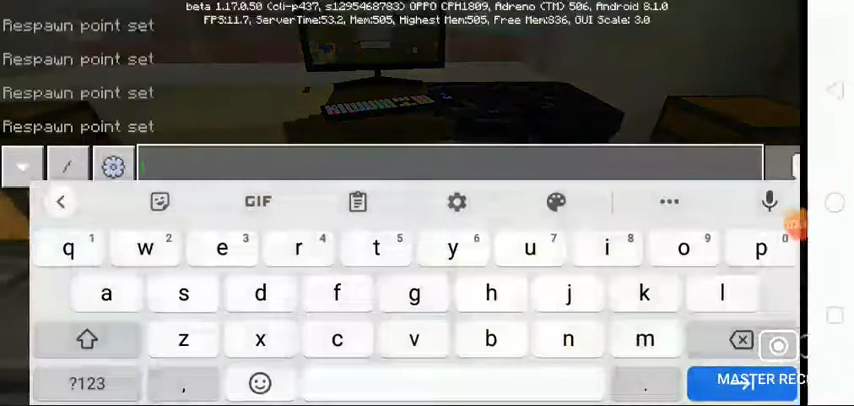 beta 1.17.0.50 (cli-p437, s1295468783) OPPO CPH1809, Adreno (TM) 506, Android 8.1.0
FPS:11.7, ServerTime:53.2, Mem:505, Highest Mem:505, Free Mem:836, GUI Scale: 3.0
Respawn point set
Respawn point set
Respawn point set
Respawn point set
/
GIF
q 1 w 2 e 3 r 4 t 5 y 6 u 7 i 8 o 9 p 0
a s d f g h j k l
z x c v b n m
?123 , .
MASTER REC